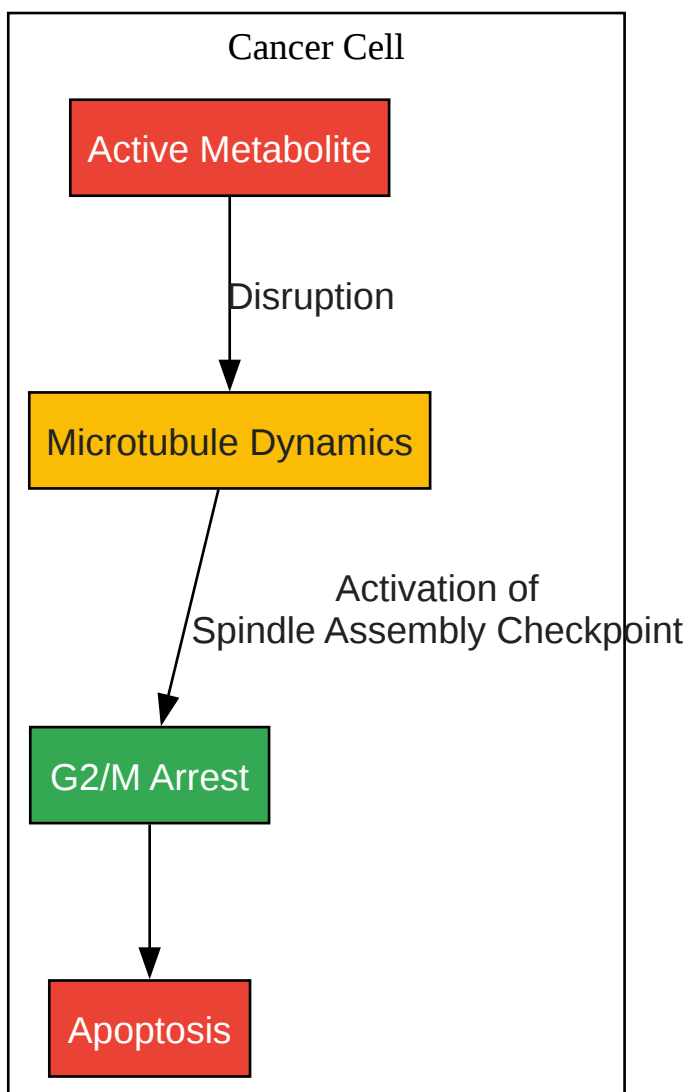 Cancer Cell
Active Metabolite
Disruption
Microtubule Dynamics
Activation of
Spindle Assembly Checkpoint
G2/M Arrest
Apoptosis